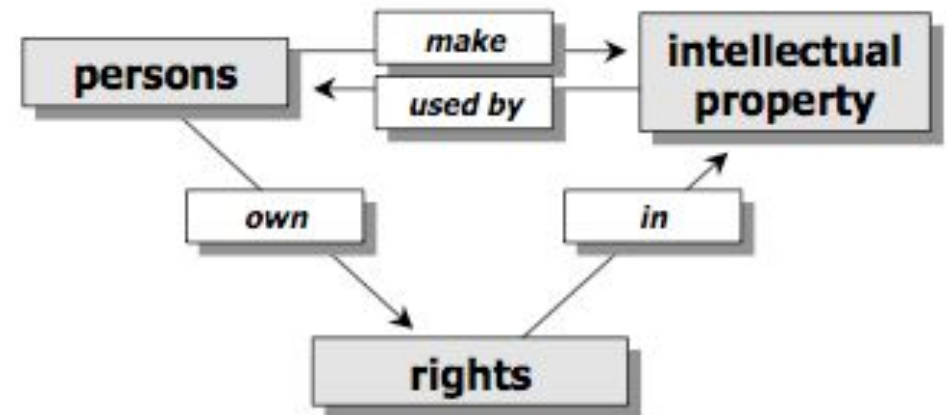 persons
make
used by
intellectual
property
own
in
rights